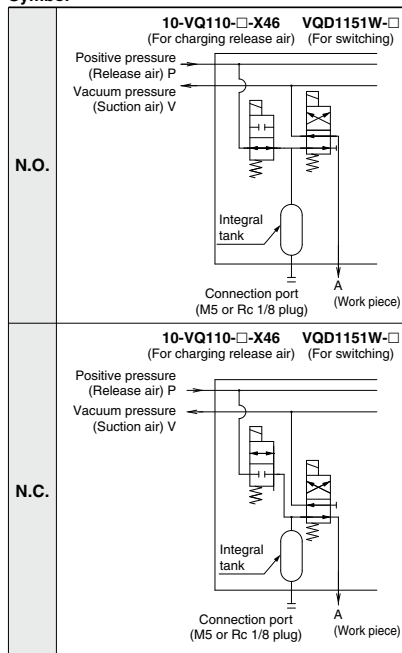 Symbol
N.O.
10-VQ110-□-X46 VQD1151W-□
(For charging release air) (For switching)
Positive pressure
(Release air) P
Vacuum pressure
(Suction air) V
Integral
tank
Connection port
(M5 or Rc 1/8 plug)
A
(Work piece)
N.C.
10-VQ110-□-X46 VQD1151W-□
(For charging release air) (For switching)
Positive pressure
(Release air) P
Vacuum pressure
(Suction air) V
Integral
tank
Connection port
(M5 or Rc 1/8 plug)
A
(Work piece)